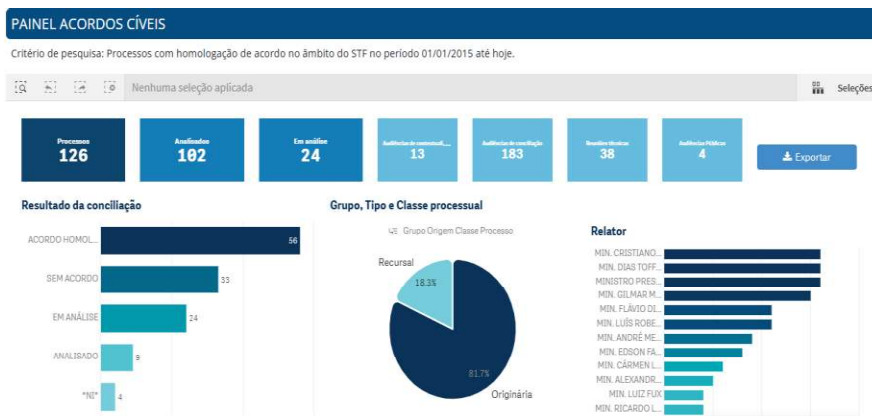 PAINEL ACORDOS CÍVEIS
Critério de pesquisa: Processos com homologação de acordo no âmbito do STF no período 01/01/2015 até hoje.
Nenhuma seleção aplicada
Seleções
Processos
126
Analisados
102
Em análise
24
Audiências de contextuali...
13
Audiências de conciliação
183
Reuniões técnicas
38
Audiências Públicas
4
Exportar
Resultado da conciliação
ACORDO HOMOL...
56
SEM ACORDO
33
EM ANÁLISE
24
ANALISADO
9
*NI*
4
Grupo, Tipo e Classe processual
Grupo Origem Classe Processo
Recursal
18.3%
81.7%
Originária
Relator
MIN. CRISTIANO...
MIN. DIAS TOFF...
MINISTRO PRES...
MIN. GILMAR M...
MIN. FLÁVIO DI...
MIN. LUÍS ROBE...
MIN. ANDRÉ ME...
MIN. EDSON FA...
MIN. CÁRMEN L...
MIN. ALEXANDR...
MIN. LUIZ FUX
MIN. RICARDO L...